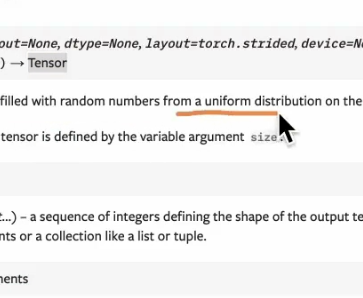 out=None, dtype=None, layout=torch.strided, device=N
) → Tensor
filled with random numbers from a uniform distribution on the
tensor is defined by the variable argument size.
...) – a sequence of integers defining the shape of the output te
nts or a collection like a list or tuple.
ments